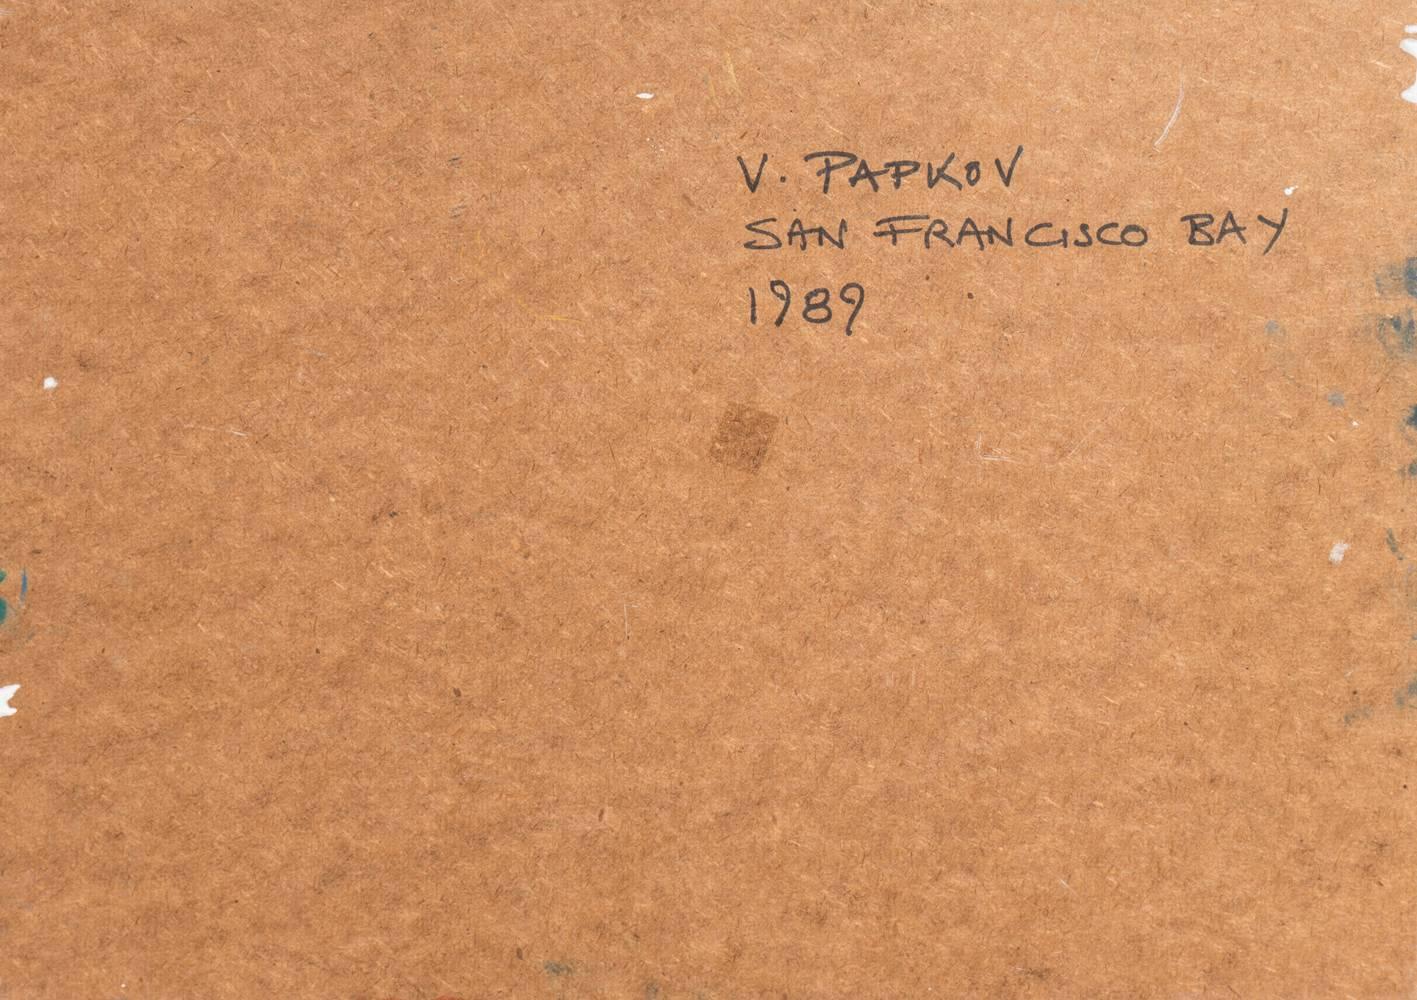 V. PAPKOV
SAN FRANCISCO BAY
1989